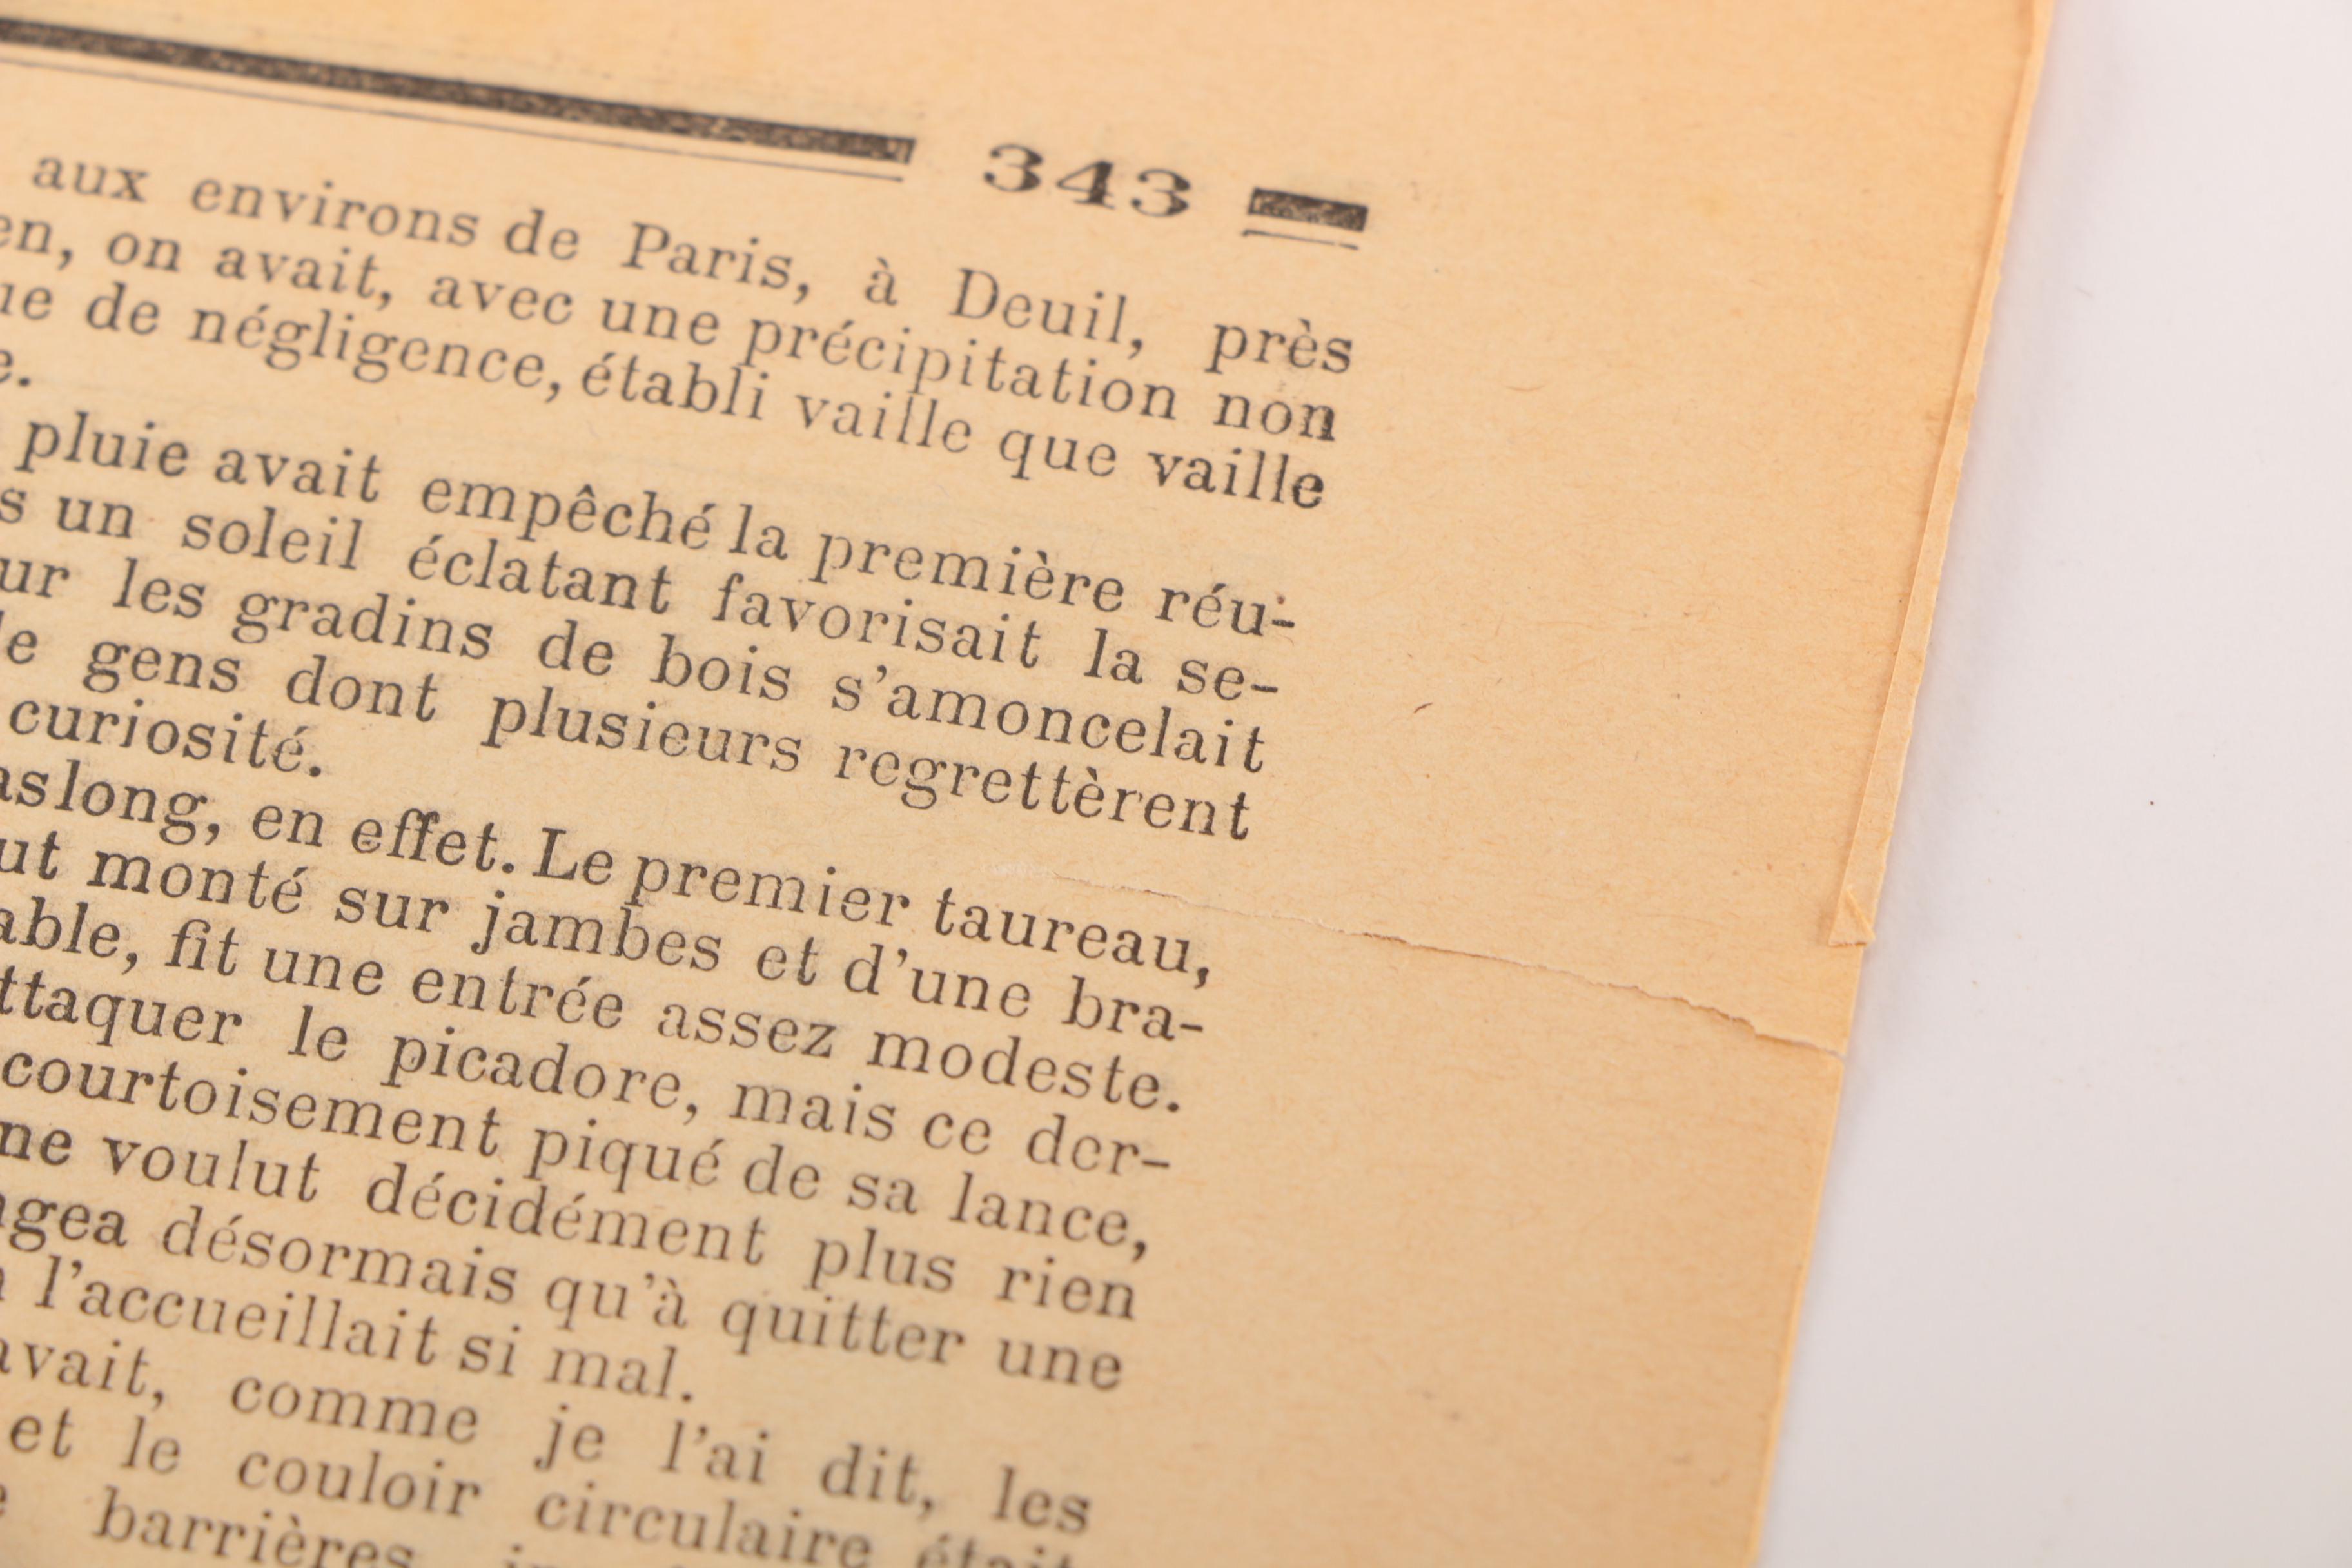 343
aux environs de Paris, à Deuil, près
en, on avait, avec une précipitation non
ue de négligence, établi vaille que vaille
e.
pluie avait empêché la première réu-
s un soleil éclatant favorisait la se-
ur les gradins de bois s'amoncelait
e gens dont plusieurs regrettèrent
curiosité.
aslong, en effet. Le premier taureau,
ut monté sur jambes et d'une bra-
able, fit une entrée assez modeste.
ttaquer le picadore, mais ce der-
courtoisement piqué de sa lance,
ne voulut décidément plus rien
gea désormais qu'à quitter une
l'accueillait si mal.
avait, comme je l'ai dit, les
et le couloir circulaire était
barrières